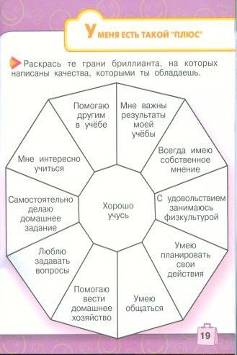 У МЕНЯ ЕСТЬ ТАКОЙ "ПЛЮС"
Раскрась те грани бриллианта, на которых
написаны качества, которыми ты обладаешь.
Помогаю
другим
в учёбе
Мне важны
результаты
моей
учёбы
Мне интересно
учиться
Всегда имею
собственное
мнение
Самостоятельно
делаю
домашнее
задание
Хорошо
учусь
С удовольствием
занимаюсь
физкультурой
Люблю
задавать
вопросы
Умею
планировать
свои
действия
Помогаю
вести
домашнее
хозяйство
Умею
общаться
19